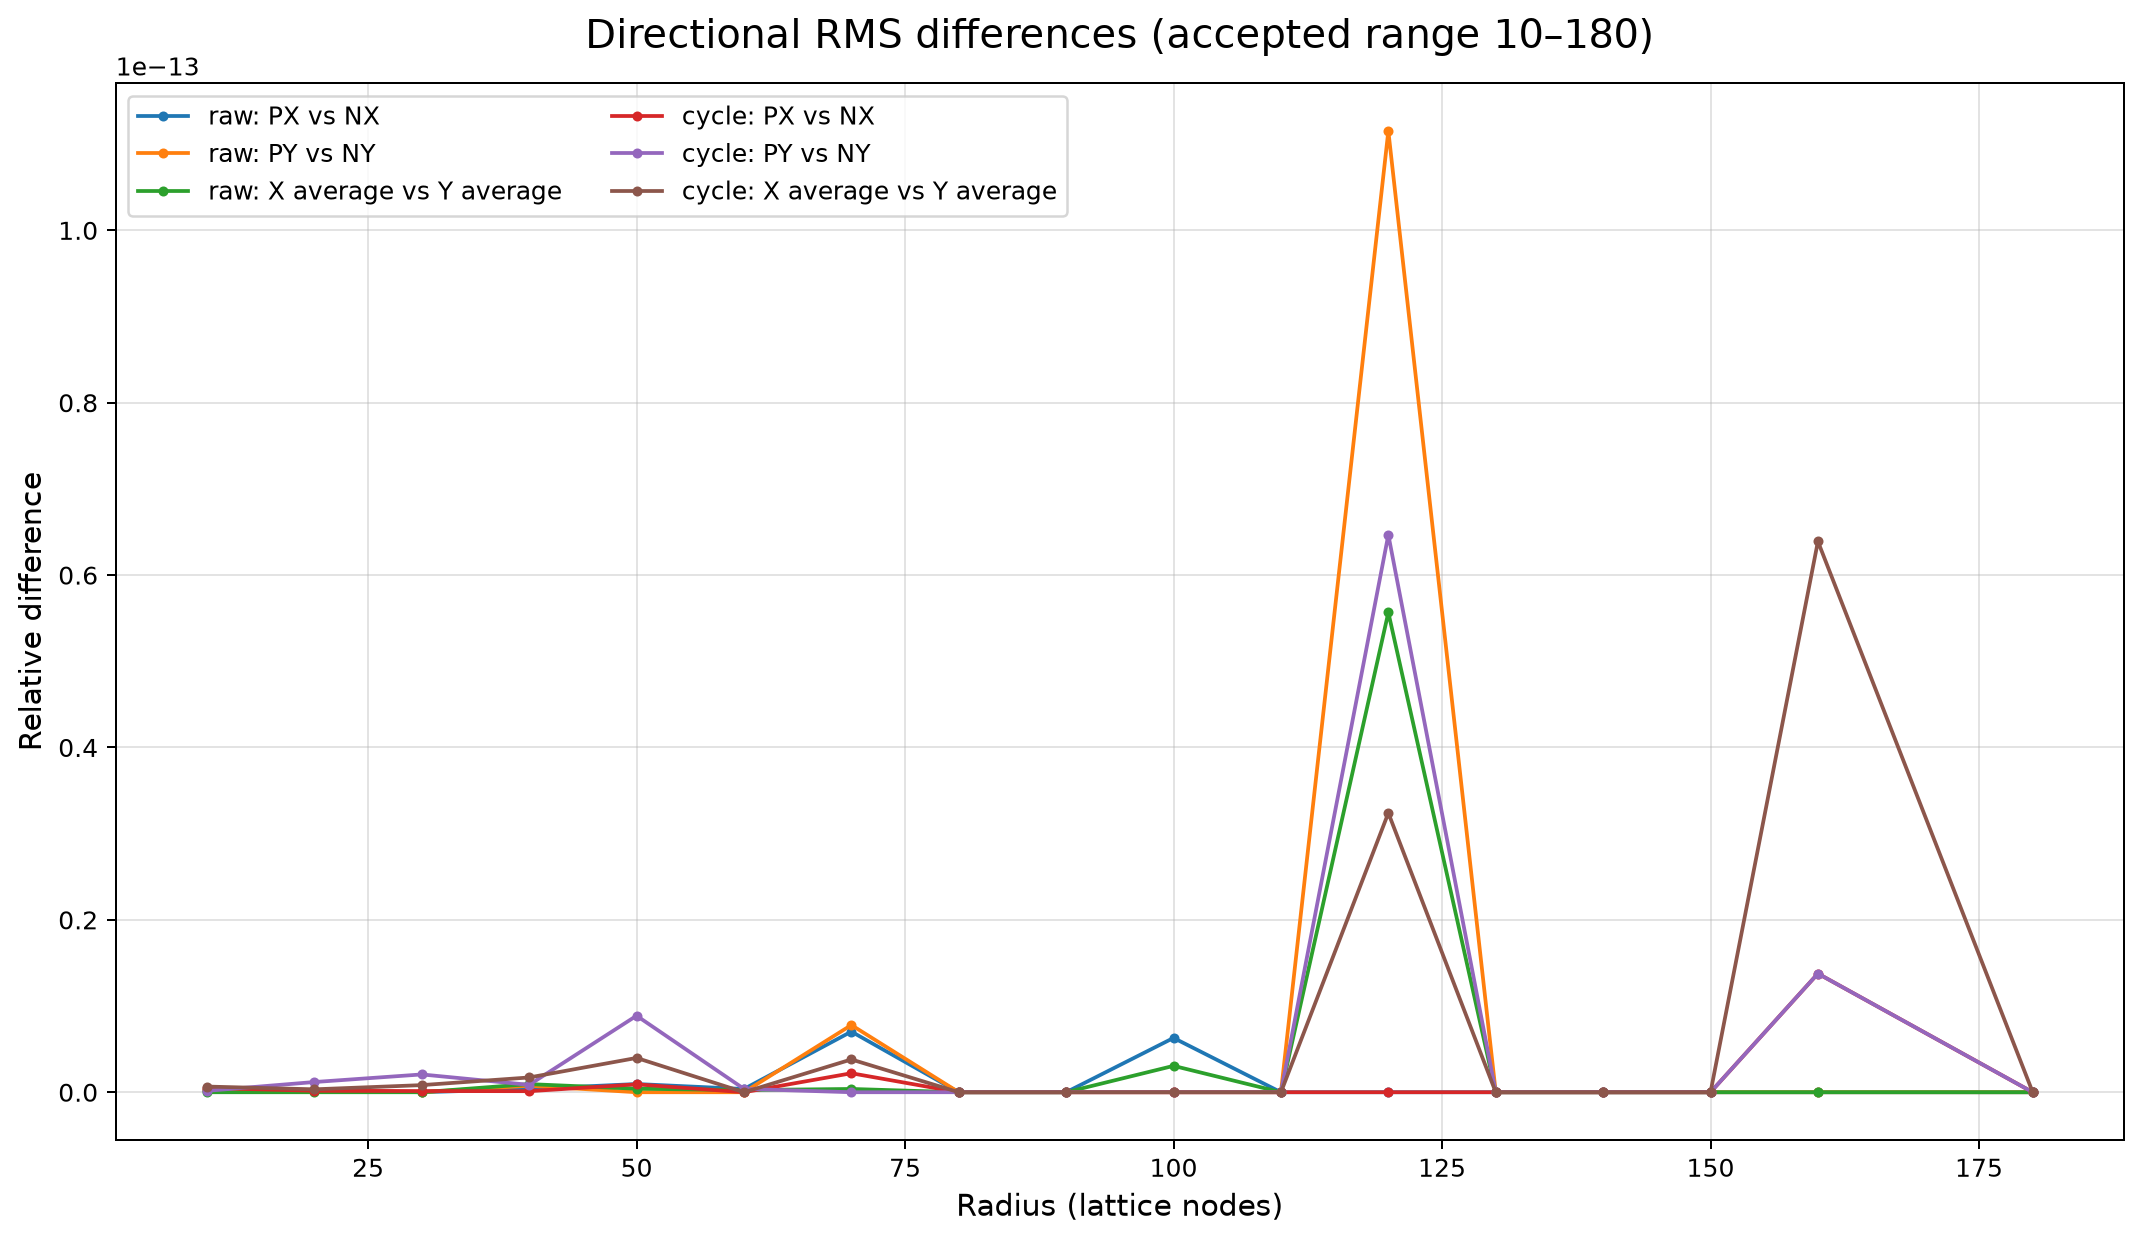 Directional RMS differences (accepted range 10–180)
1e−13
raw: PX vs NX
raw: PY vs NY
raw: X average vs Y average
cycle: PX vs NX
cycle: PY vs NY
cycle: X average vs Y average
1.0
0.8
0.6
0.4
0.2
0.0
Relative difference
25 50 75 100 125 150 175
Radius (lattice nodes)